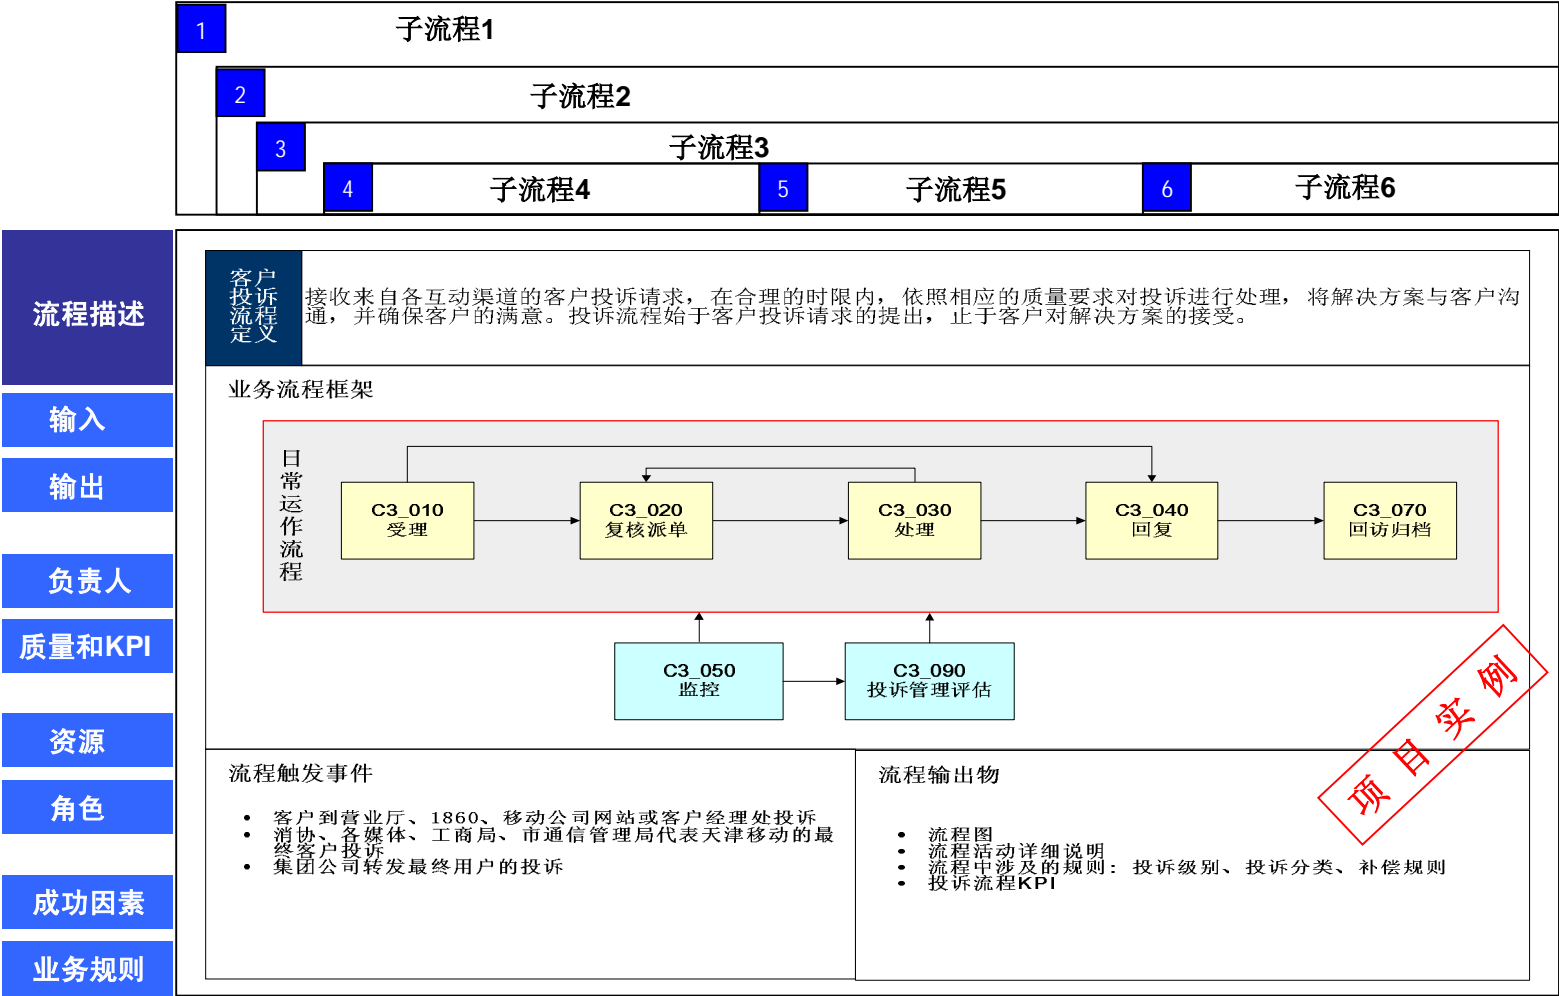 1
子流程1
2
子流程2
3
子流程3
4
子流程4
5
子流程5
6
子流程6
流程描述
输入
输出
负责人
质量和KPI
资源
角色
成功因素
业务规则
客户
投诉
流程
定义
接收来自各互动渠道的客户投诉请求，在合理的时限内，依照相应的质量要求对投诉进行处理，将解决方案与客户沟
通，并确保客户的满意。投诉流程始于客户投诉请求的提出，止于客户对解决方案的接受。
业务流程框架
日常运作流程
C3_010
受理
C3_020
复核派单
C3_030
处理
C3_040
回复
C3_070
回访归档
C3_050
监控
C3_090
投诉管理评估
项目实例
流程触发事件
• 客户到营业厅、1860、移动公司网站或客户经理处投诉
• 消协、各媒体、工商局、市通信管理局代表天津移动的最
终客户投诉
• 集团公司转发最终用户的投诉
流程输出物
• 流程图
• 流程活动详细说明
• 流程中涉及的规则：投诉级别、投诉分类、补偿规则
• 投诉流程KPI